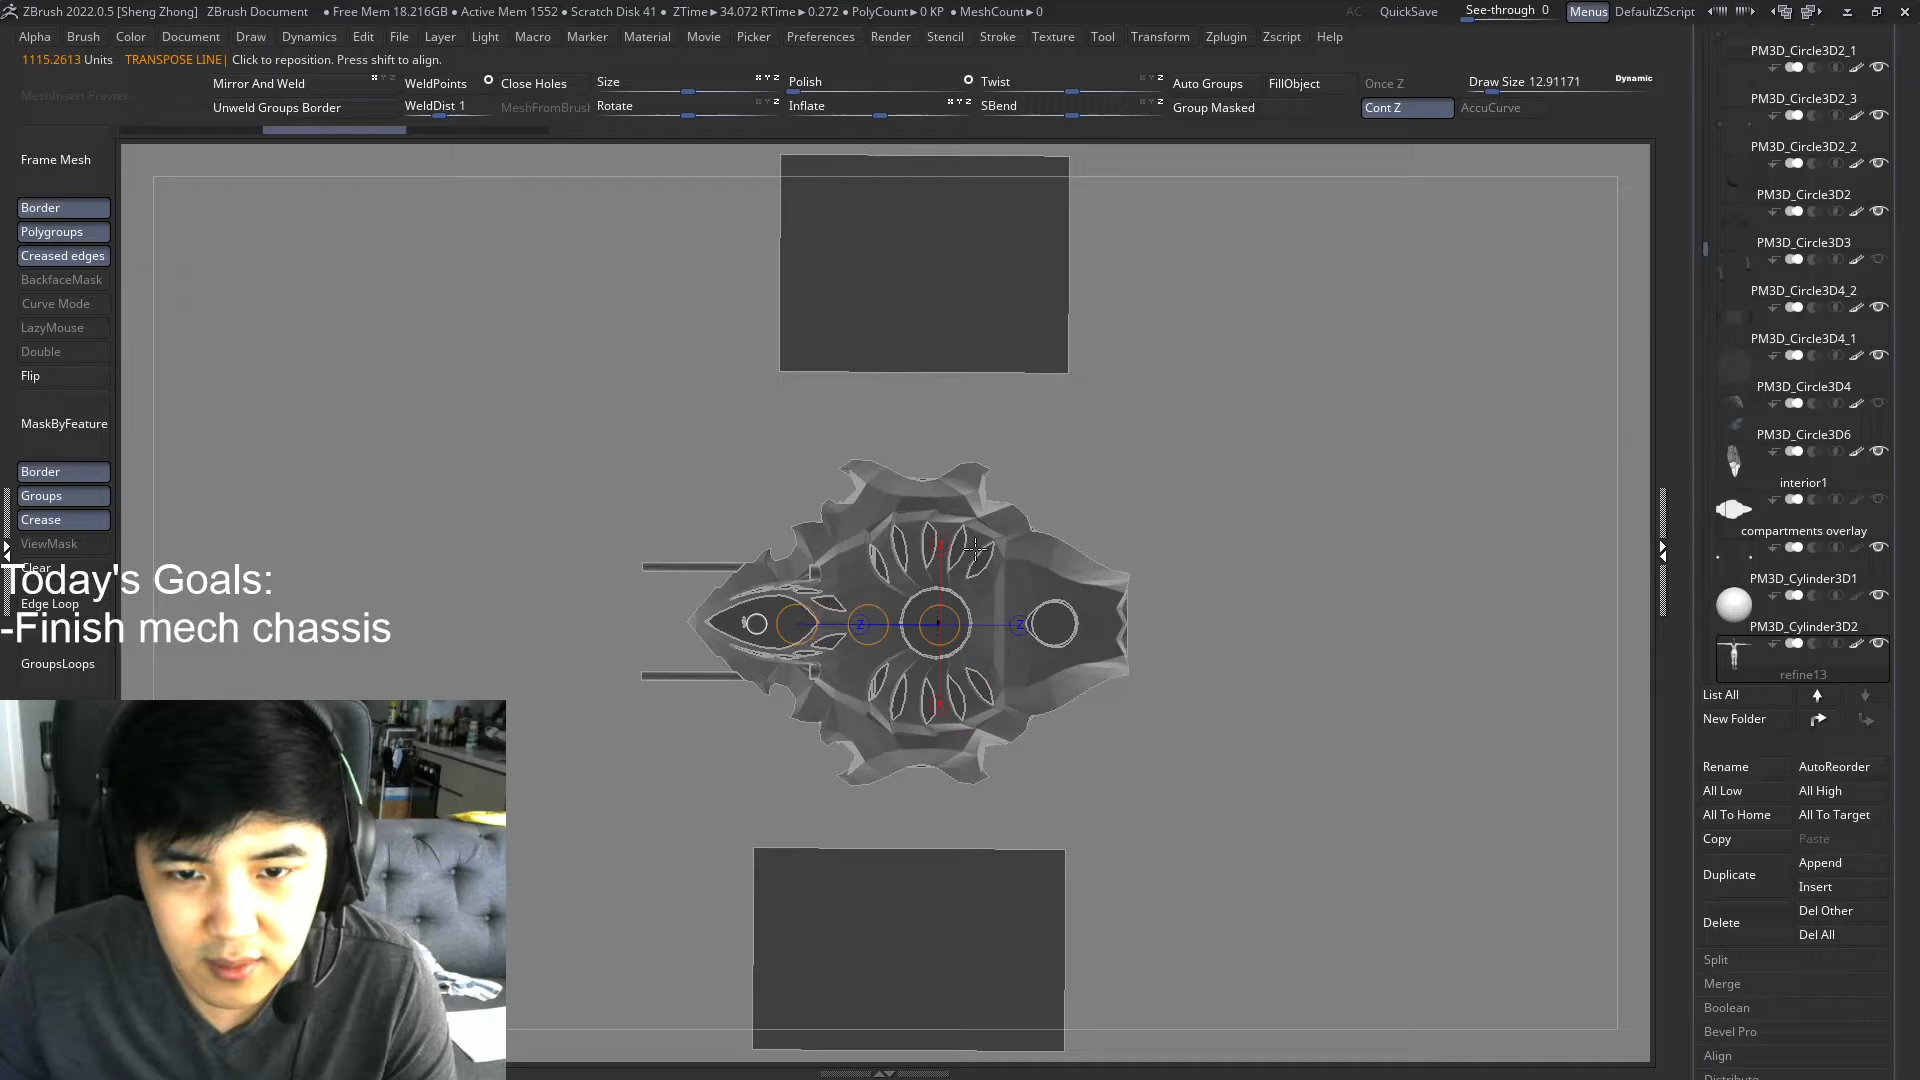 ZBrush 2022.0.5 [Sheng Zhong] ZBrush Document ● Free Mem 18.216GB ● Active Mem 1552 ● Scratch Disk 41 ● ZTime►34.072 RTime►0.272 ● PolyCount►0 KP ● MeshCount►0 AC QuickSave See-through 0 Menus DefaultZScript
Alpha Brush Color Document Draw Dynamics Edit File Layer Light Macro Marker Material Movie Picker Preferences Render Stencil Stroke Texture Tool Transform Zplugin Zscript Help
1115.2613 Units TRANSPOSE LINE| Click to reposition. Press shift to align.
Mirror And Weld WeldPoints Close Holes Size Polish Twist Auto Groups FillObject Once Z Draw Size 12.91171 Dynamic
MeshInsert Preview Unweld Groups Border WeldDist 1 MeshFromBrush Rotate Inflate SBend Group Masked Cont Z AccuCurve
Frame Mesh
Border
Polygroups
Creased edges
BackfaceMask
Curve Mode
LazyMouse
Double
Flip
MaskByFeature
Border
Groups
Crease
ViewMask
Clear
Edge Loop
GroupsLoops
Today's Goals:
-Finish mech chassis
Z Z
PM3D_Circle3D2_1
PM3D_Circle3D2_3
PM3D_Circle3D2_2
PM3D_Circle3D2
PM3D_Circle3D3
PM3D_Circle3D4_2
PM3D_Circle3D4_1
PM3D_Circle3D4
PM3D_Circle3D6
interior1
compartments overlay
PM3D_Cylinder3D1
PM3D_Cylinder3D2
refine13
List All
New Folder
Rename AutoReorder
All Low All High
All To Home All To Target
Copy Paste
Duplicate Append
Insert
Delete Del Other
Del All
Split
Merge
Boolean
Bevel Pro
Align
Distribute